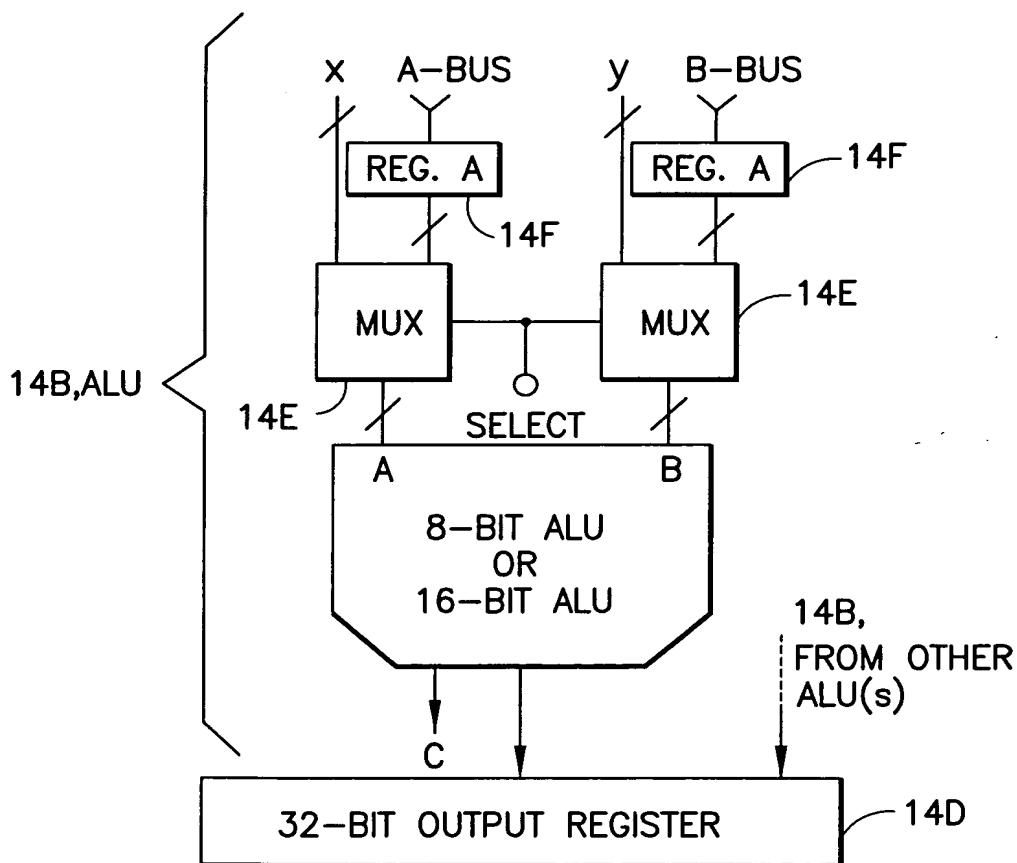 x A–BUS y B–BUS
REG. A REG. A 14F
14F
MUX MUX 14E
14B,ALU
14E
SELECT
A B
8–BIT ALU
OR
16–BIT ALU
14B,
FROM OTHER
ALU(s)
C
32–BIT OUTPUT REGISTER 14D